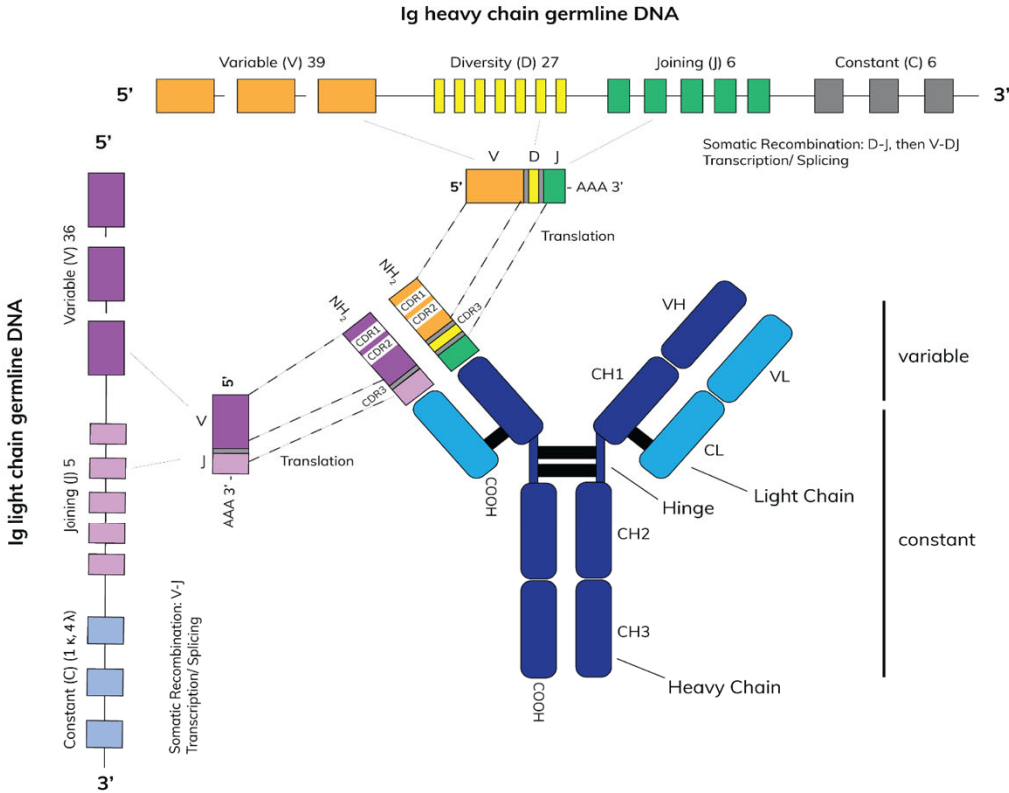 Ig heavy chain germline DNA
Variable (V) 39
Diversity (D) 27
Joining (J) 6
Constant (C) 6
5’
3’
Somatic Recombination: D-J, then V-DJ
Transcription/ Splicing
V
D
J
5’
- AAA 3’
Translation
Ig light chain germline DNA
5’
Variable (V) 36
Joining (J) 5
Constant (C) (1 κ, 4 λ)
3’
Somatic Recombination: V-J
Transcription/ Splicing
5’
V
J
AAA 3’ -
Translation
NH2
CDR1
CDR2
CDR3
NH2
CDR1
CDR2
CDR3
COOH
COOH
VH
VL
CH1
CL
Hinge
Light Chain
CH2
CH3
Heavy Chain
variable
constant